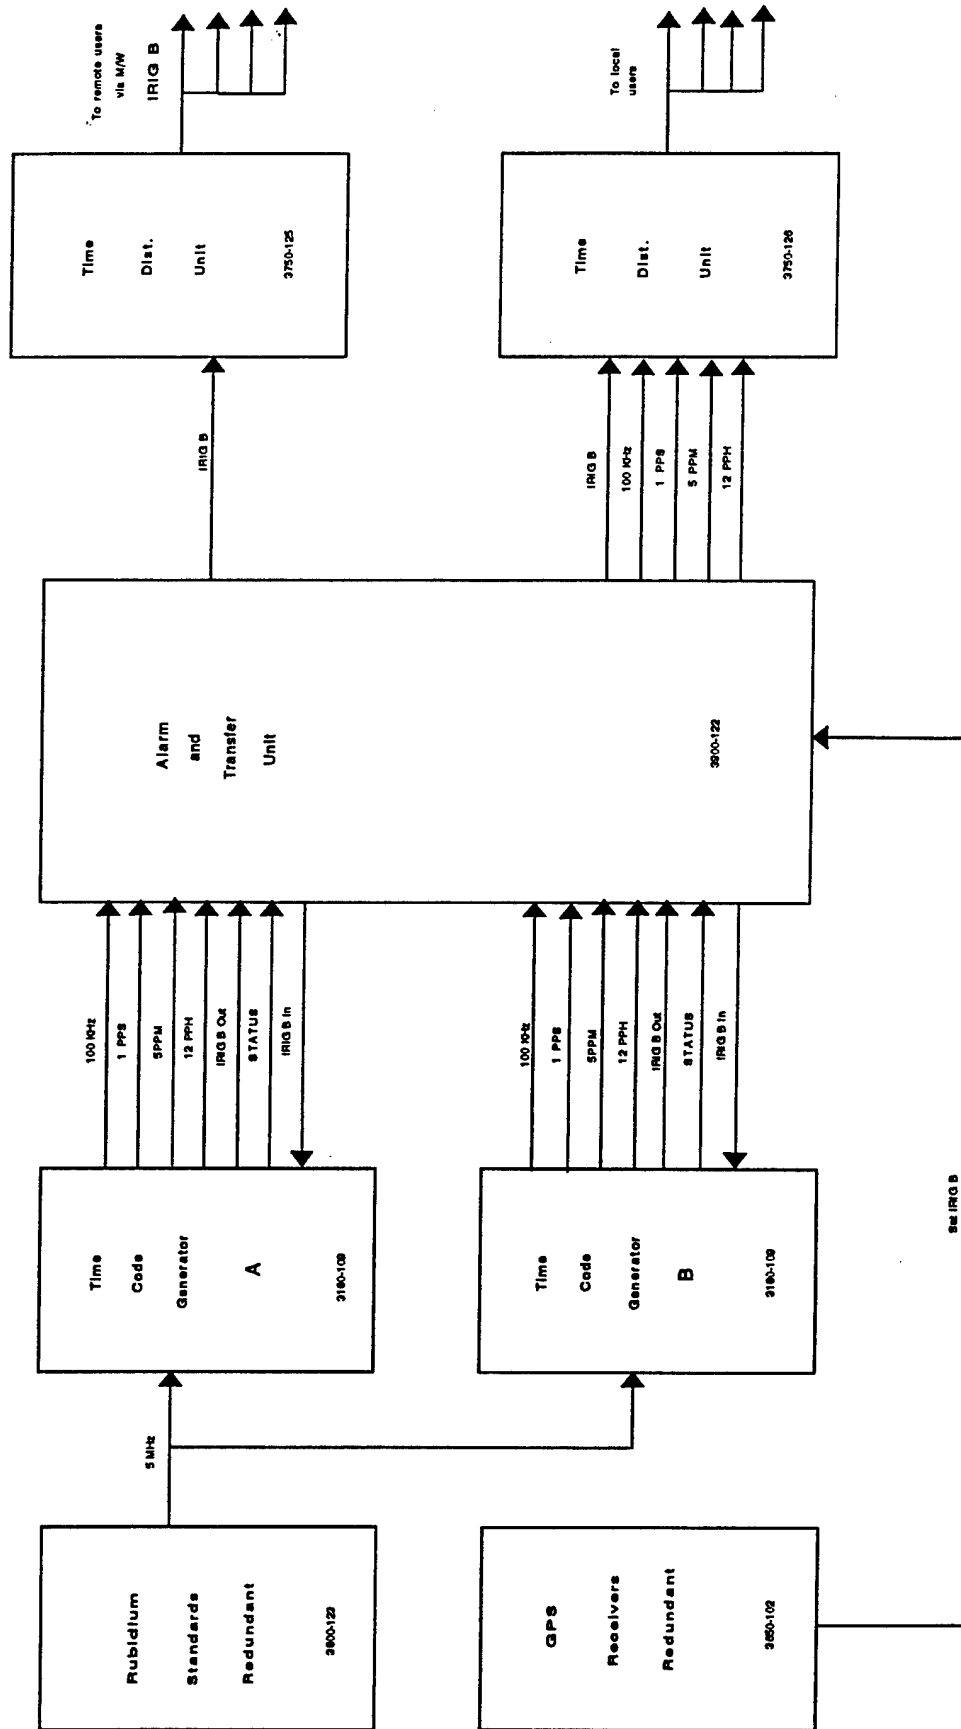 Rubidium
Standards
Redundant
3800-123
GPS
Receivers
Redundant
3850-102
5 MHz
Time
Code
Generator
A
3160-109
Time
Code
Generator
B
3160-109
100 KHz
1 PPS
5PPM
12 PPH
IRIG B Out
STATUS
IRIG B In
100 KHz
1 PPS
5PPM
12 PPH
IRIG B Out
STATUS
IRIG B In
Set IRIG B
Alarm
and
Transfer
Unit
3900-122
IRIG B
IRIG B
100 KHz
1 PPS
5 PPM
12 PPH
Time
Dist.
Unit
3750-125
Time
Dist.
Unit
3750-126
To remote users
via M/W
IRIG B
To local
users